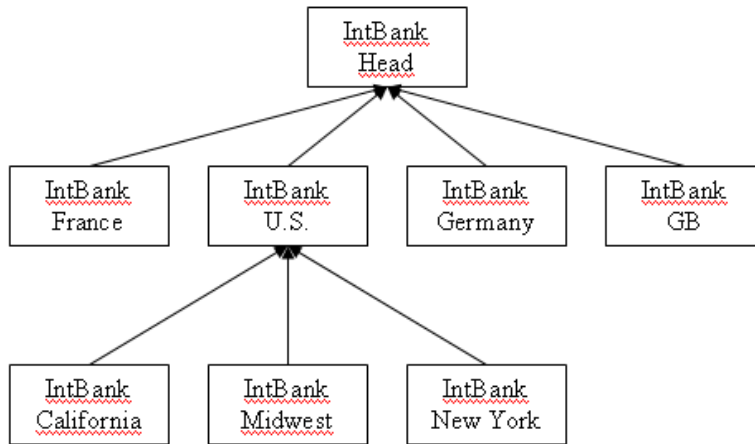 IntBank
Head
IntBank
France
IntBank
U.S.
IntBank
Germany
IntBank
GB
IntBank
California
IntBank
Midwest
IntBank
New York